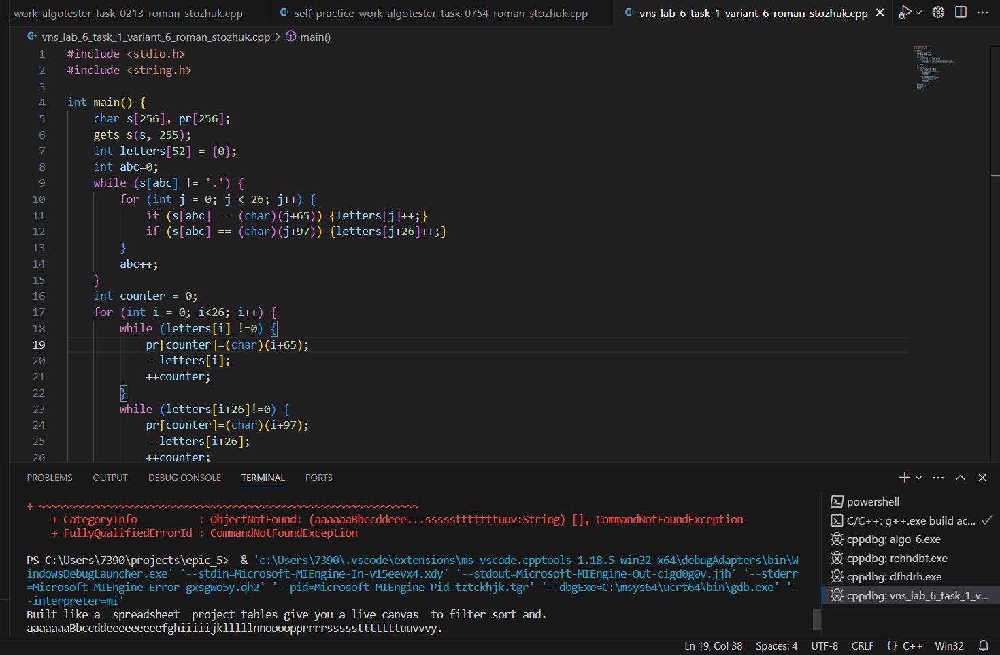 _work_algotester_task_0213_roman_stozhuk.cpp self_practice_work_algotester_task_0754_roman_stozhuk.cpp vns_lab_6_task_1_variant_6_roman_stozhuk.cpp
vns_lab_6_task_1_variant_6_roman_stozhuk.cpp > main()
1 #include <stdio.h>
2 #include <string.h>
3
4 int main() {
5 char s[256], pr[256];
6 gets_s(s, 255);
7 int letters[52] = {0};
8 int abc=0;
9 while (s[abc] != '.') {
10 for (int j = 0; j < 26; j++) {
11 if (s[abc] == (char)(j+65)) {letters[j]++;}
12 if (s[abc] == (char)(j+97)) {letters[j+26]++;}
13 }
14 abc++;
15 }
16 int counter = 0;
17 for (int i = 0; i<26; i++) {
18 while (letters[i] !=0) {
19 pr[counter]=(char)(i+65);
20 --letters[i];
21 ++counter;
22 }
23 while (letters[i+26]!=0) {
24 pr[counter]=(char)(i+97);
25 --letters[i+26];
26 ++counter;
PROBLEMS OUTPUT DEBUG CONSOLE TERMINAL PORTS
+ ~~~~~~~~~~~~~~~~~~~~~~~~~~~~~~~~~~~~~~~~~~~~~~~~~~~~~~~~~~~~~~
+ CategoryInfo : ObjectNotFound: (aaaaaaBbccddeee...ssssstttttttuuv:String) [], CommandNotFoundException
+ FullyQualifiedErrorId : CommandNotFoundException
PS C:\Users\7390\projects\epic_5> & 'c:\Users\7390\.vscode\extensions\ms-vscode.cpptools-1.18.5-win32-x64\debugAdapters\bin\W
indowsDebugLauncher.exe' '--stdin=Microsoft-MIEngine-In-v15eevx4.xdy' '--stdout=Microsoft-MIEngine-Out-cigd0g0v.jjh' '--stderr
=Microsoft-MIEngine-Error-gxsgwo5y.qh2' '--pid=Microsoft-MIEngine-Pid-tztckhjk.tgr' '--dbgExe=C:\msys64\ucrt64\bin\gdb.exe' '-
-interpreter=mi'
Built like a  spreadsheet  project tables give you a live canvas  to filter sort and.
aaaaaaaBbccddeeeeeeeeefghiiiiijklllllnnoooopprrrrssssstttttttuuvvvy.
powershell
C/C++: g++.exe build ac...
cppdbg: algo_6.exe
cppdbg: rehhdbf.exe
cppdbg: dfhdrh.exe
cppdbg: vns_lab_6_task_1_v...
Ln 19, Col 38 Spaces: 4 UTF-8 CRLF {} C++ Win32